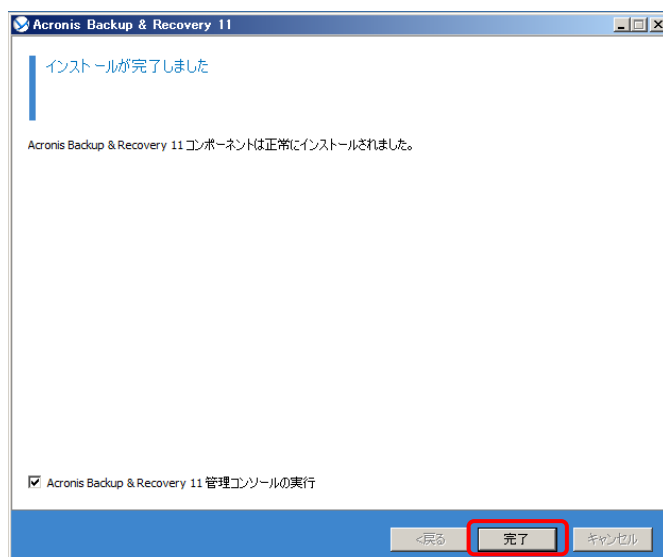 Acronis Backup & Recovery 11
インストールが完了しました
Acronis Backup & Recovery 11 コンポーネントは正常にインストールされました。
Acronis Backup & Recovery 11 管理コンソールの実行
<戻る
完了
キャンセル